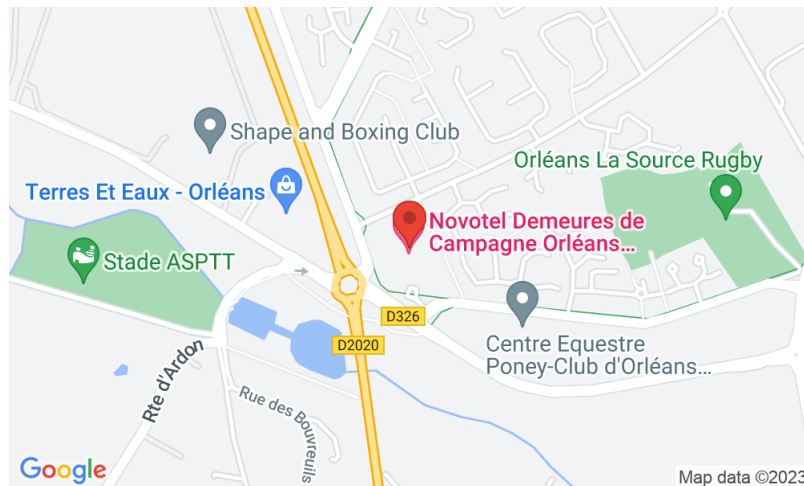 Shape and Boxing Club
Orléans La Source Rugby
Terres Et Eaux - Orléans
Novotel Demeures de
Campagne Orléans...
Stade ASPTT
D326
D2020
Centre Equestre
Poney-Club d'Orléans...
Rte d'Ardon
Rue des Bouvreuils
Google
Map data ©2023